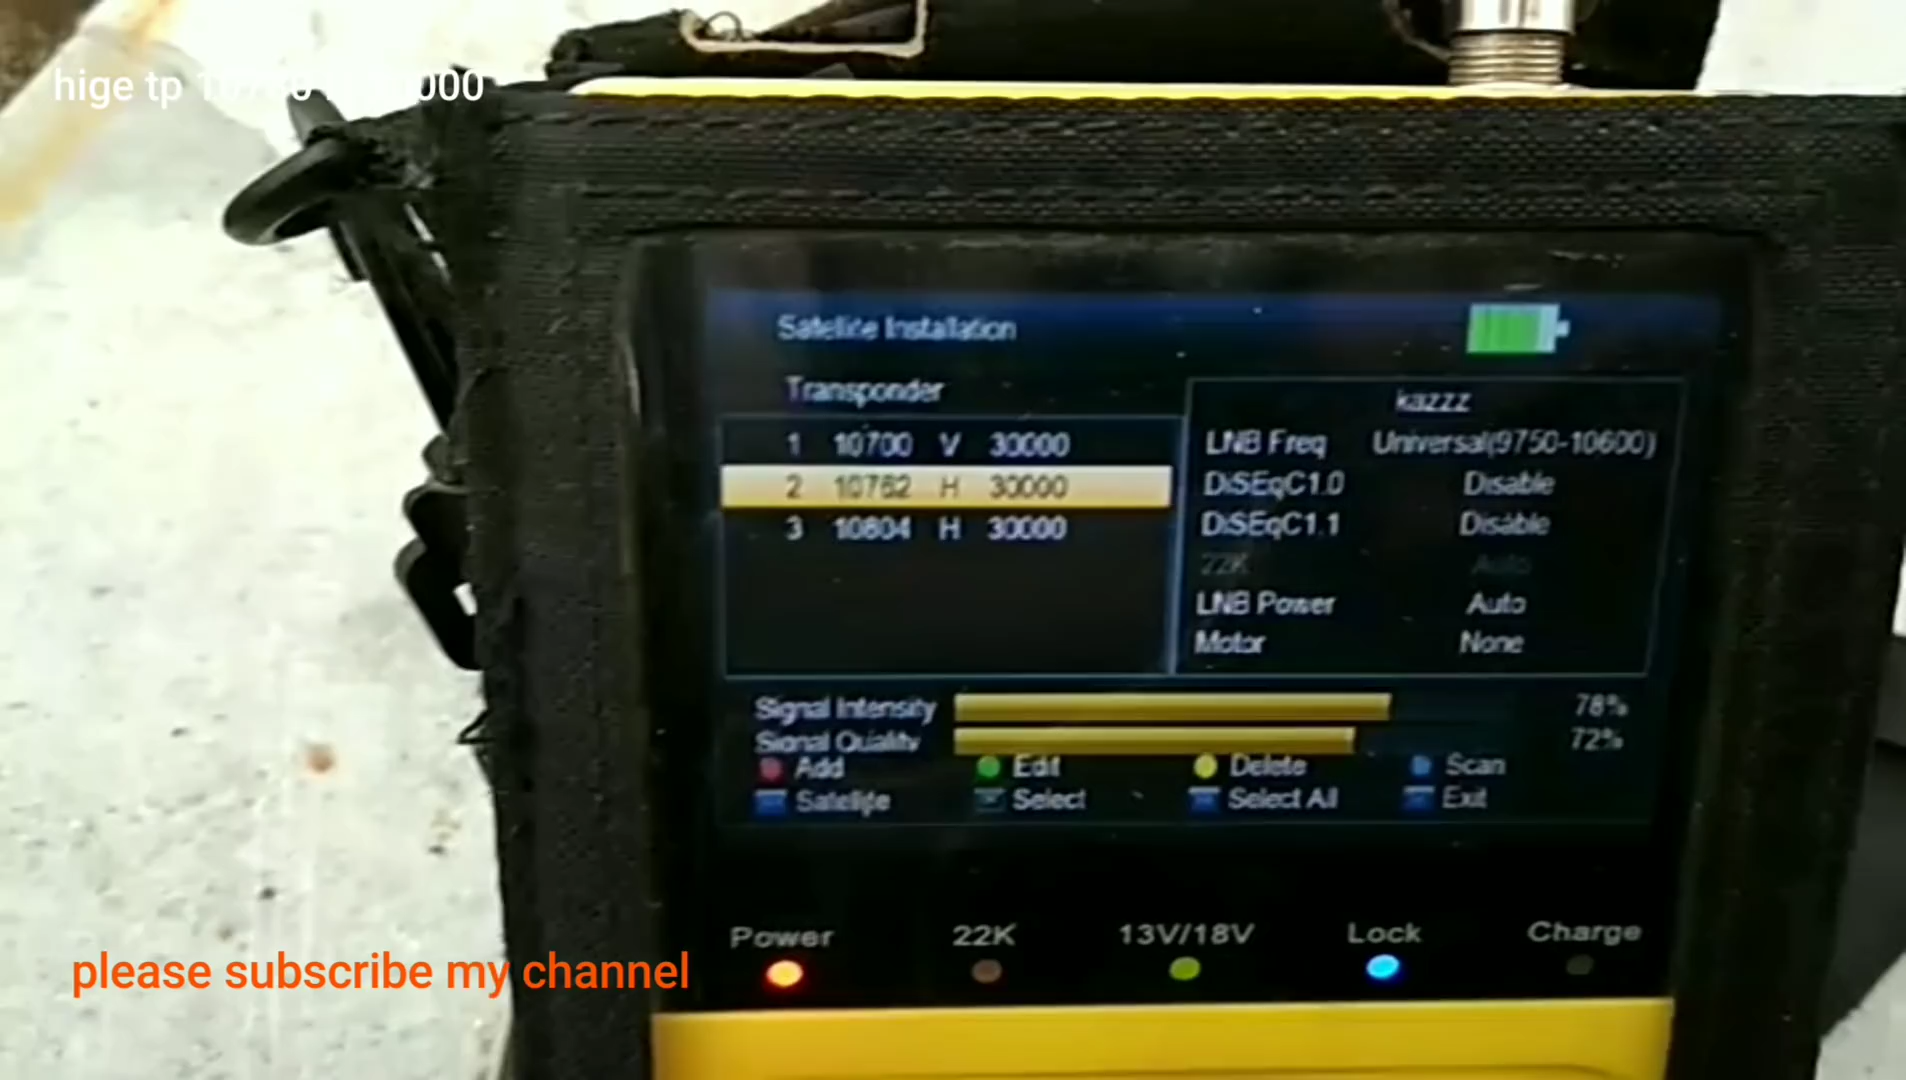 hige tp
Satellite Installation
Transponder
kazzz
1 10700 V 30000
2 10762 H 30000
3 10804 H 30000
LNB Freq Universal(9750-10600)
DiSEqC1.0 Disable
DiSEqC1.1 Disable
22K Auto
LNB Power Auto
Motor None
Signal Intensity 78%
Signal Quality 72%
Add Edit Delete Scan
Satellite Select Select All Exit
Power 22K 13V/18V Lock Charge
please subscribe my channel